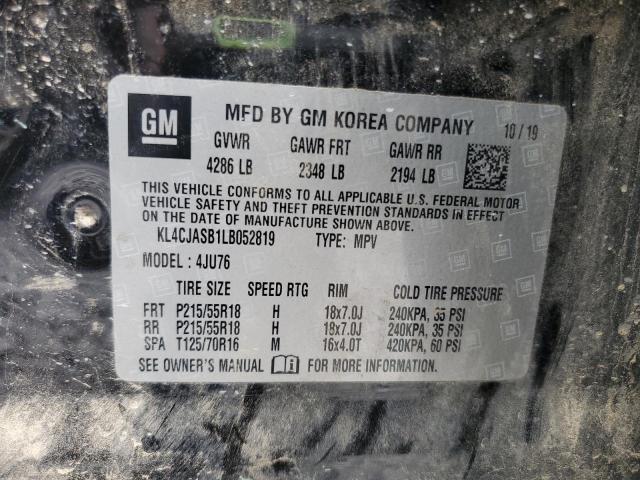 GM MFD BY GM KOREA COMPANY 10/19
GVWR GAWR FRT GAWR RR
4286 LB 2348 LB 2194 LB
THIS VEHICLE CONFORMS TO ALL APPLICABLE U.S. FEDERAL MOTOR
VEHICLE SAFETY AND THEFT PREVENTION STANDARDS IN EFFECT
ON THE DATE OF MANUFACTURE SHOWN ABOVE.
KL4CJASB1LB052819 TYPE: MPV
MODEL: 4JU76
TIRE SIZE SPEED RTG RIM COLD TIRE PRESSURE
FRT P215/55R18 H 18x7.0J 240KPA, 35 PSI
RR P215/55R18 H 18x7.0J 240KPA, 35 PSI
SPA T125/70R16 M 16x4.0T 420KPA, 60 PSI
SEE OWNER'S MANUAL FOR MORE INFORMATION